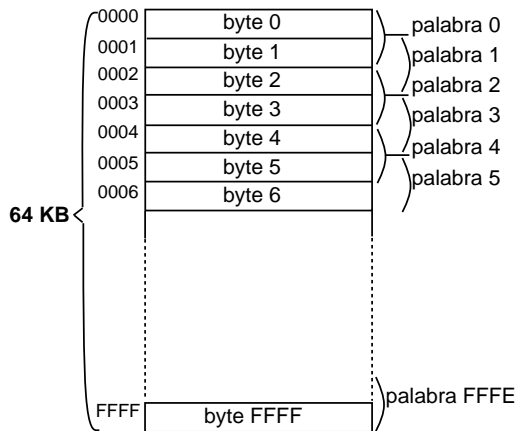 0000 byte 0 palabra 0
0001 byte 1 palabra 1
0002 byte 2 palabra 2
0003 byte 3 palabra 3
0004 byte 4 palabra 4
0005 byte 5 palabra 5
0006 byte 6
64 KB
palabra FFFE
FFFF byte FFFF